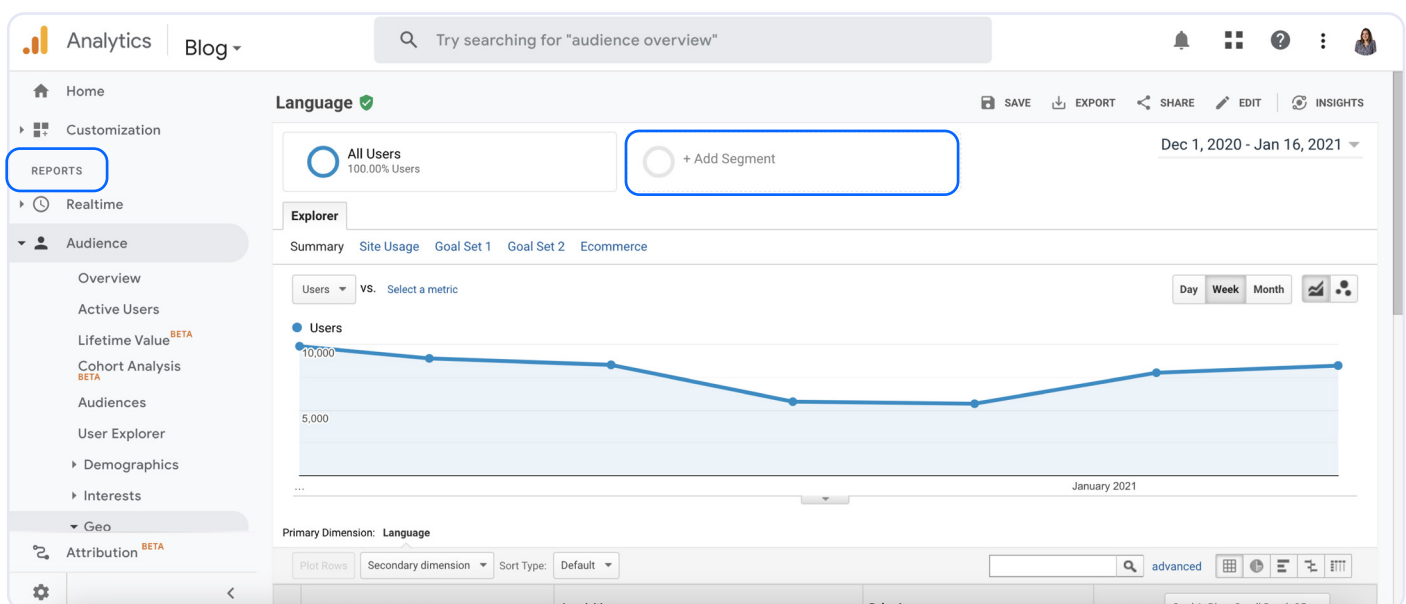 Analytics
Blog
Try searching for "audience overview"
Home
Customization
REPORTS
Realtime
Audience
Overview
Active Users
Lifetime Value BETA
Cohort Analysis
BETA
Audiences
User Explorer
Demographics
Interests
Geo
Attribution BETA
Language
SAVE
EXPORT
SHARE
EDIT
INSIGHTS
All Users
100.00% Users
+ Add Segment
Dec 1, 2020 - Jan 16, 2021
Explorer
Summary Site Usage Goal Set 1 Goal Set 2 Ecommerce
Users VS. Select a metric
Day Week Month
Users
10,000
5,000
...
January 2021
Primary Dimension: Language
Plot Rows Secondary dimension Sort Type: Default
advanced